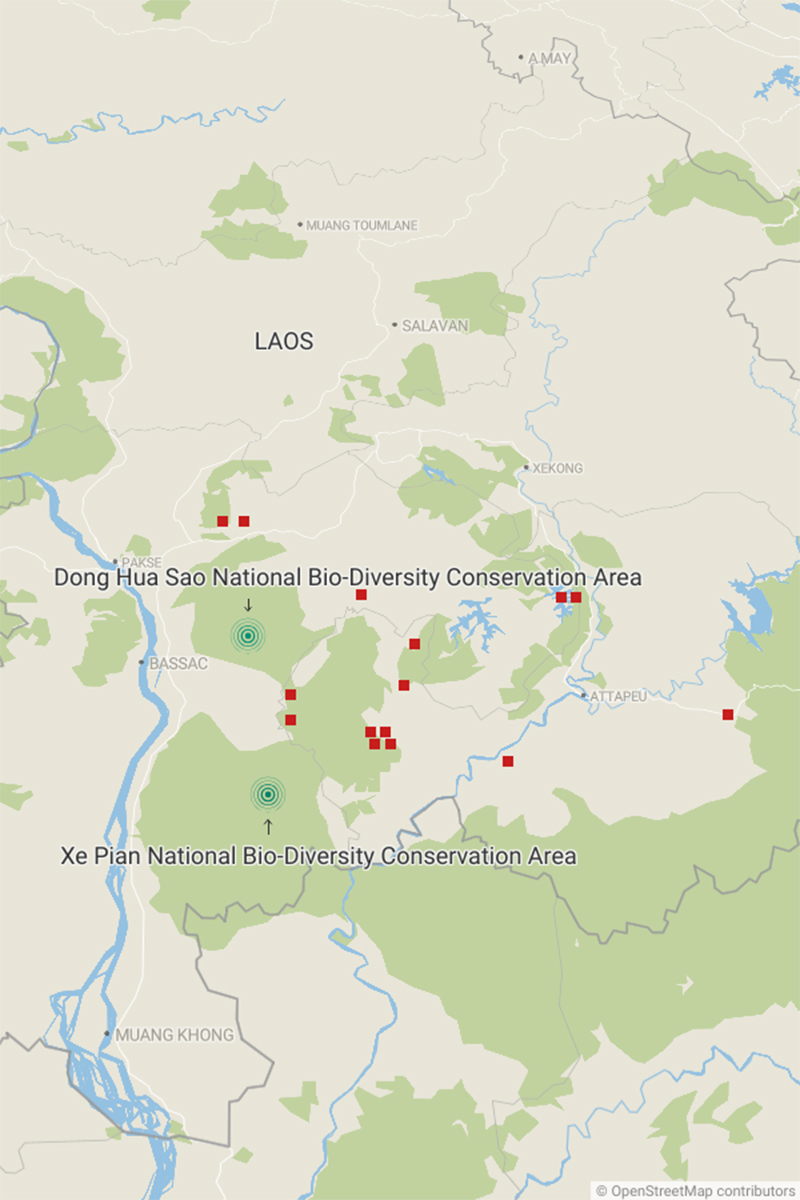 A MAY
MUANG TOUMLANE
SALAVAN
LAOS
XEKONG
PAKSE
Dong Hua Sao National Bio-Diversity Conservation Area
BASSAC
ATTAPEU
Xe Pian National Bio-Diversity Conservation Area
MUANG KHONG
© OpenStreetMap contributors